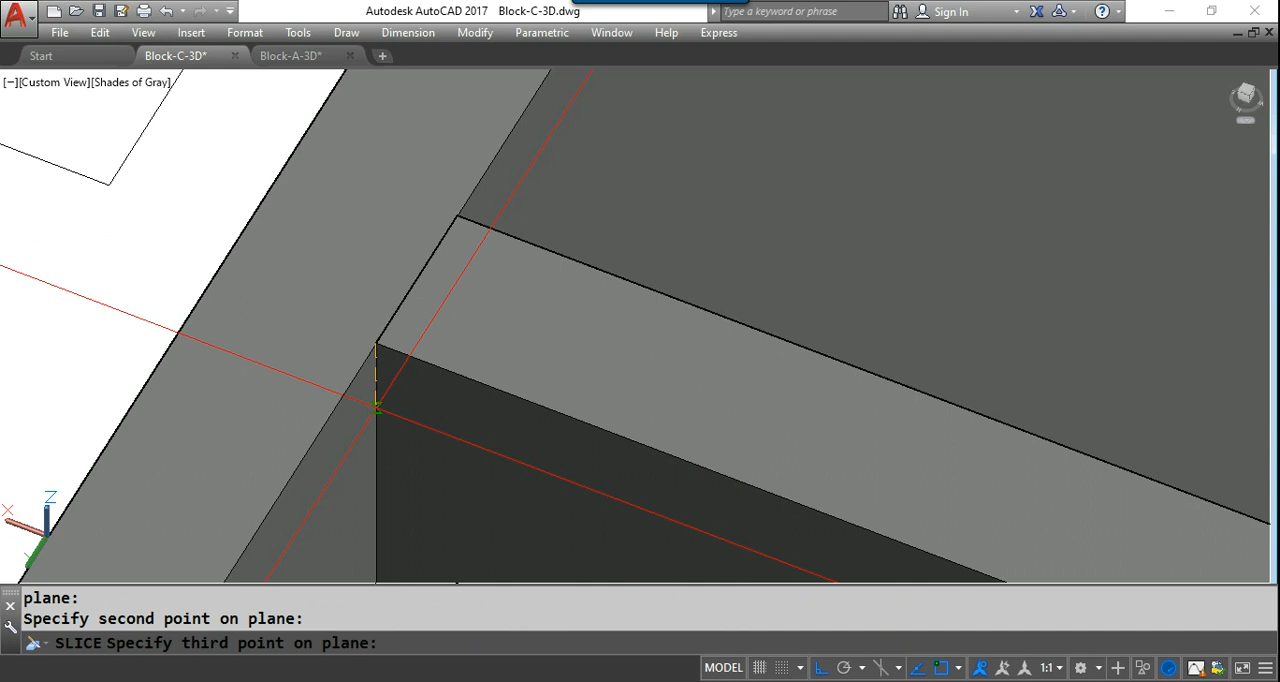 Autodesk AutoCAD 2017 Block-C-3D.dwg
Type a keyword or phrase
Sign In
File Edit View Insert Format Tools Draw Dimension Modify Parametric Window Help Express
Start Block-C-3D* Block-A-3D*
[−][Custom View][Shades of Gray]
Z
X
plane:
Specify second point on plane:
SLICE Specify third point on plane:
MODEL 1:1